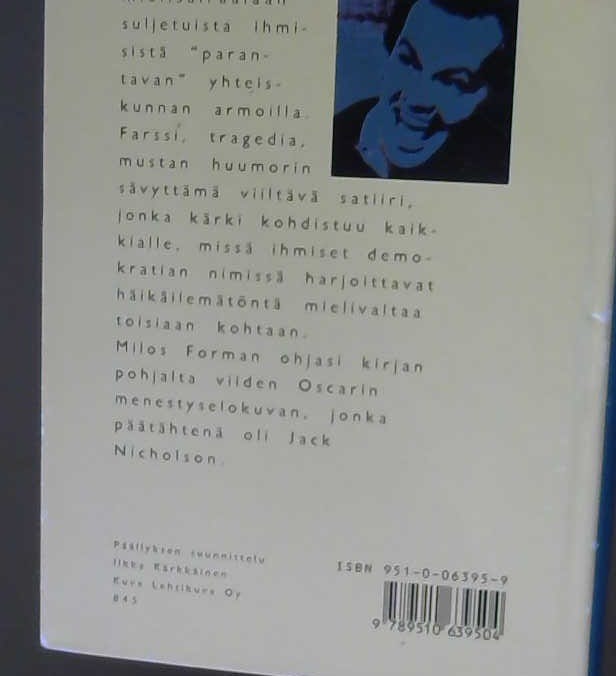 suljetuista ihmi-
sistä "paran-
tavan" yhteis-
kunnan armoilla.
Farssi, tragedia,
mustan huumorin
sävyttämä viiltävä satiiri,
jonka kärki kohdistuu kaik-
kialle, missä ihmiset demo-
kratian nimissä harjoittavat
häikäilemätöntä mielivaltaa
toisiaan kohtaan.
Milos Forman ohjasi kirjan
pohjalta viiden Oscarin
menestyselokuvan, jonka
päätähtenä oli Jack
Nicholson.
Päällyksen suunnittelu
Ilkka Kärkkäinen
Kuva Lehtikuva Oy
845
ISBN 951-0-06395-9
9 789510 639504